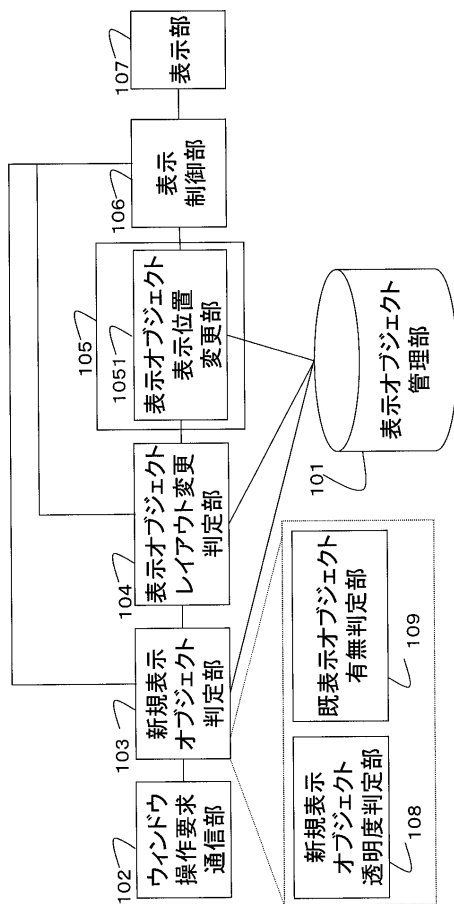 102
ウィンドウ
操作要求
通信部
103
新規表示
オブジェクト
判定部
104
表示オブジェクト
レイアウト変更
判定部
105
1051
表示オブジェクト
表示位置
変更部
106
表示
制御部
107
表示部
101
表示オブジェクト
管理部
新規表示
オブジェクト
透明度判定部
108
既表示オブジェクト
有無判定部
109